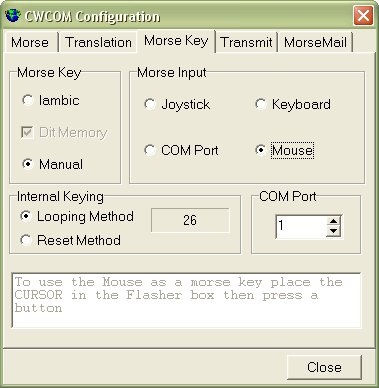 CWCOM Configuration
Morse Translation Morse Key Transmit MorseMail
Morse Key
Iambic
Dit Memory
Manual
Morse Input
Joystick Keyboard
COM Port Mouse
Internal Keying
Looping Method 26
Reset Method
COM Port
1
To use the Mouse as a morse key place the
CURSOR in the Flasher box then press a
button
Close